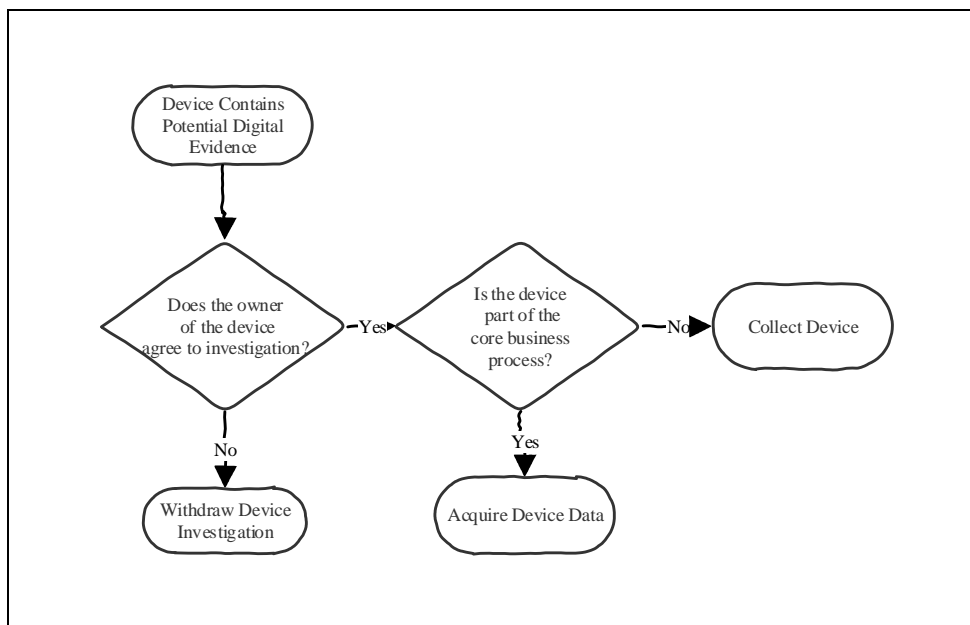 Device Contains
Potential Digital
Evidence
Does the owner
of the device
agree to investigation?
Yes
Is the device
part of the
core business
process?
No
Collect Device
No
Yes
Withdraw Device
Investigation
Acquire Device Data